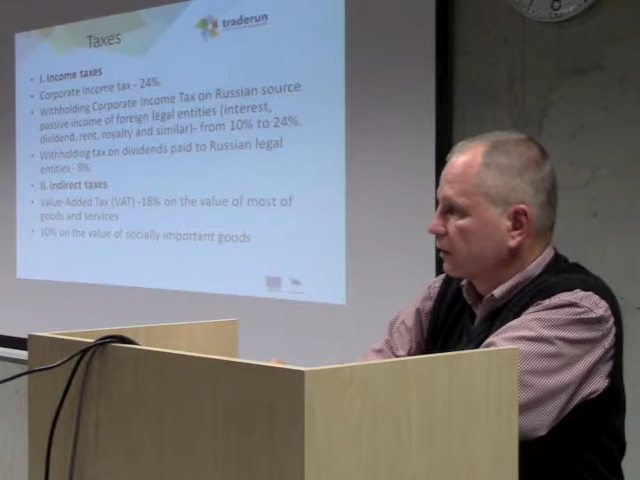 Taxes
traderun
• I. Income taxes
• Corporate Income tax - 24%.
• Withholding Corporate Income Tax on Russian source
passive income of foreign legal entities (interest,
dividend, rent, royalty and similar)- from 10% to 24%.
• Withholding tax on dividends paid to Russian legal
entities - 9%.
• II. Indirect taxes
• Value-Added Tax (VAT) -18% on the value of most of
goods and services
• 10% on the value of socially important goods